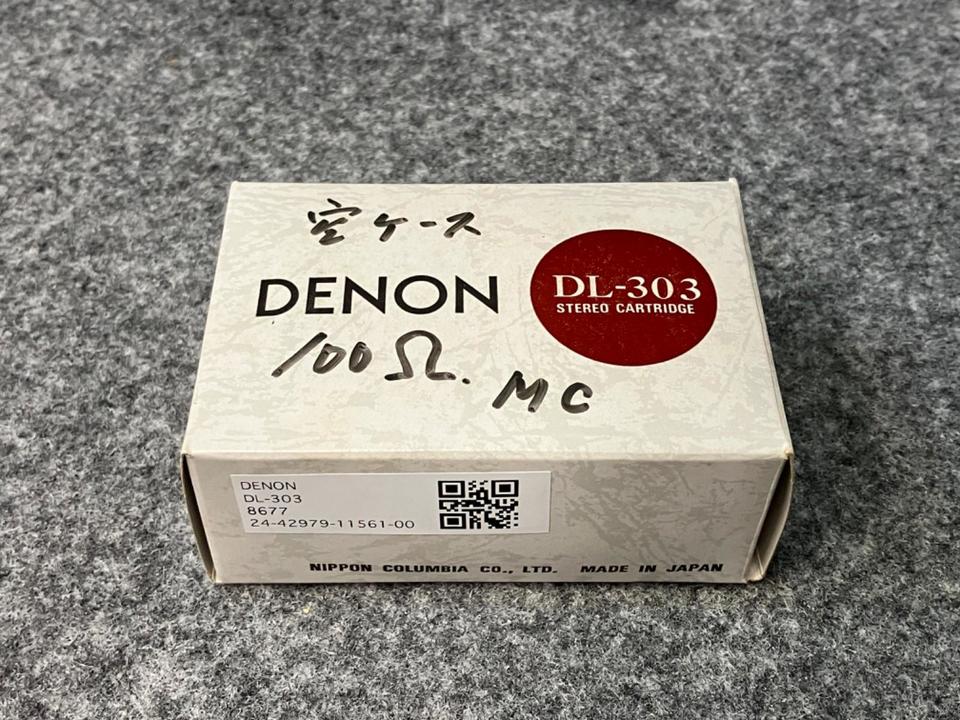 空ケース
DENON
DL-303
STEREO CARTRIDGE
100Ω. MC
DENON
DL-303
8677
24-42979-11561-00
NIPPON COLUMBIA CO., LTD. MADE IN JAPAN